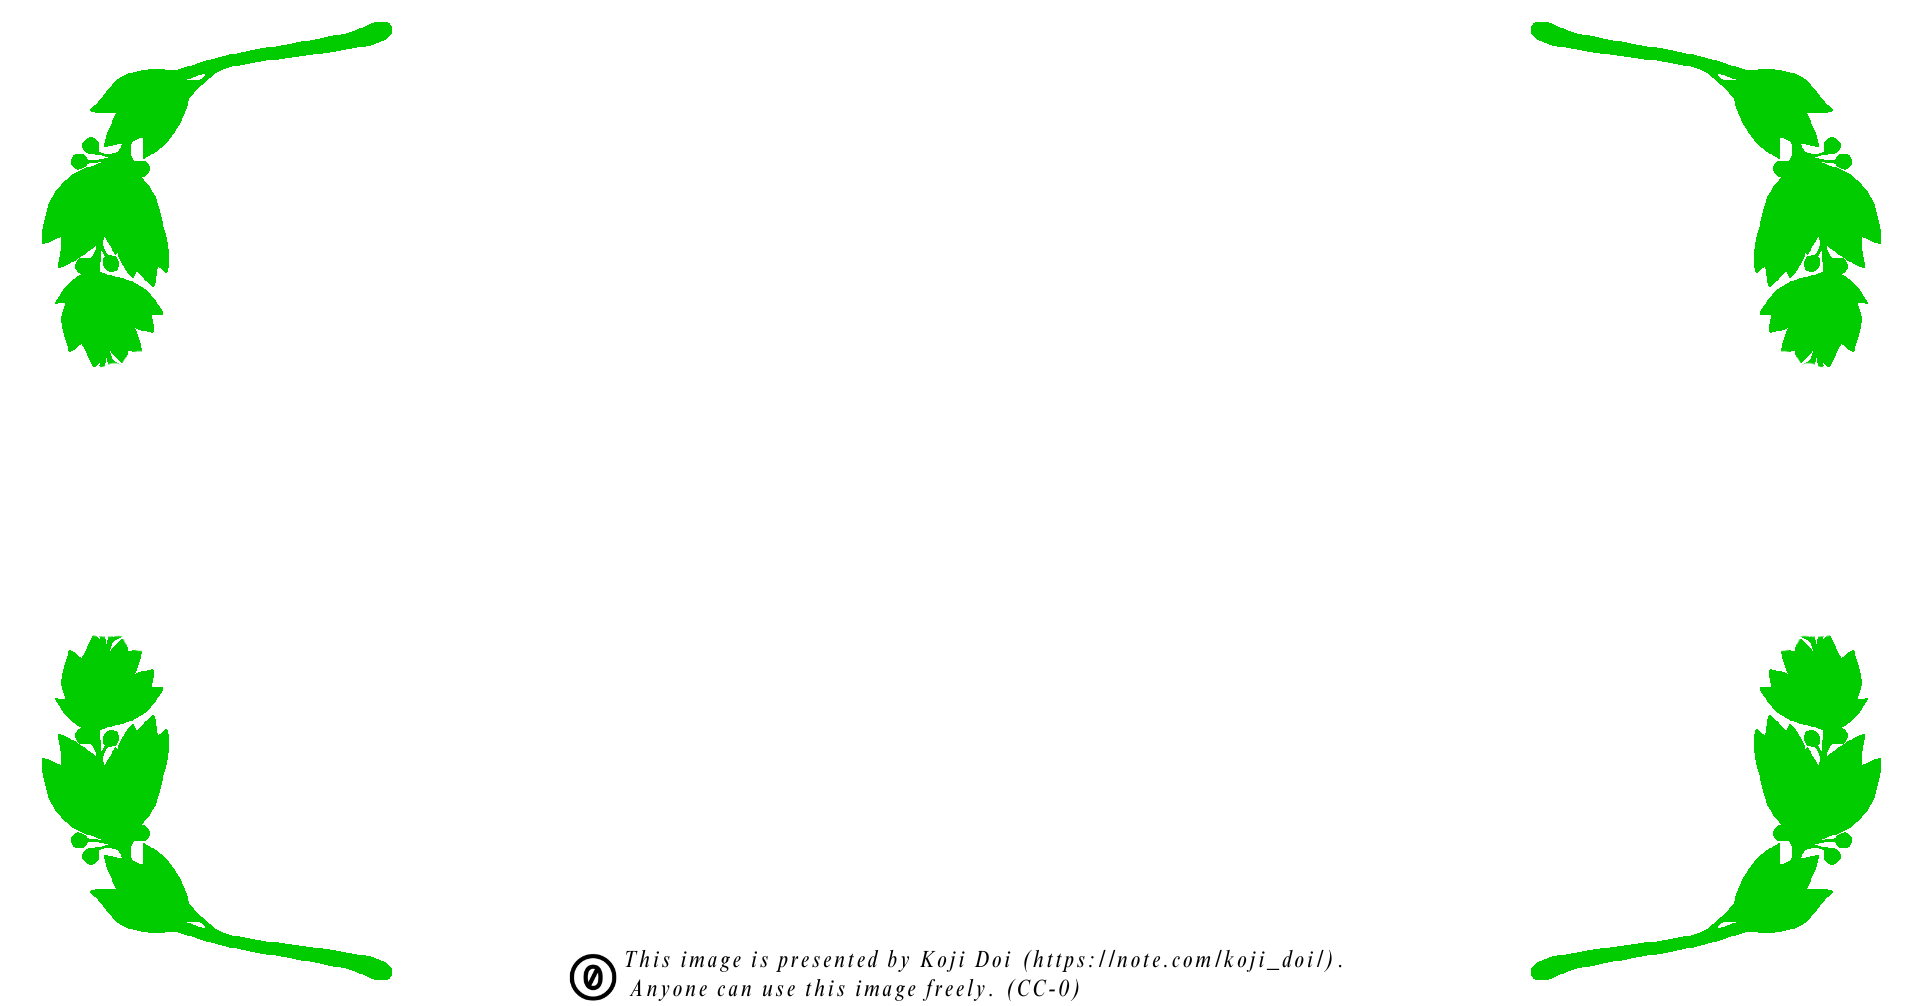 This image is presented by Koji Doi (https://note.com/koji_doi/).
Anyone can use this image freely. (CC-0)